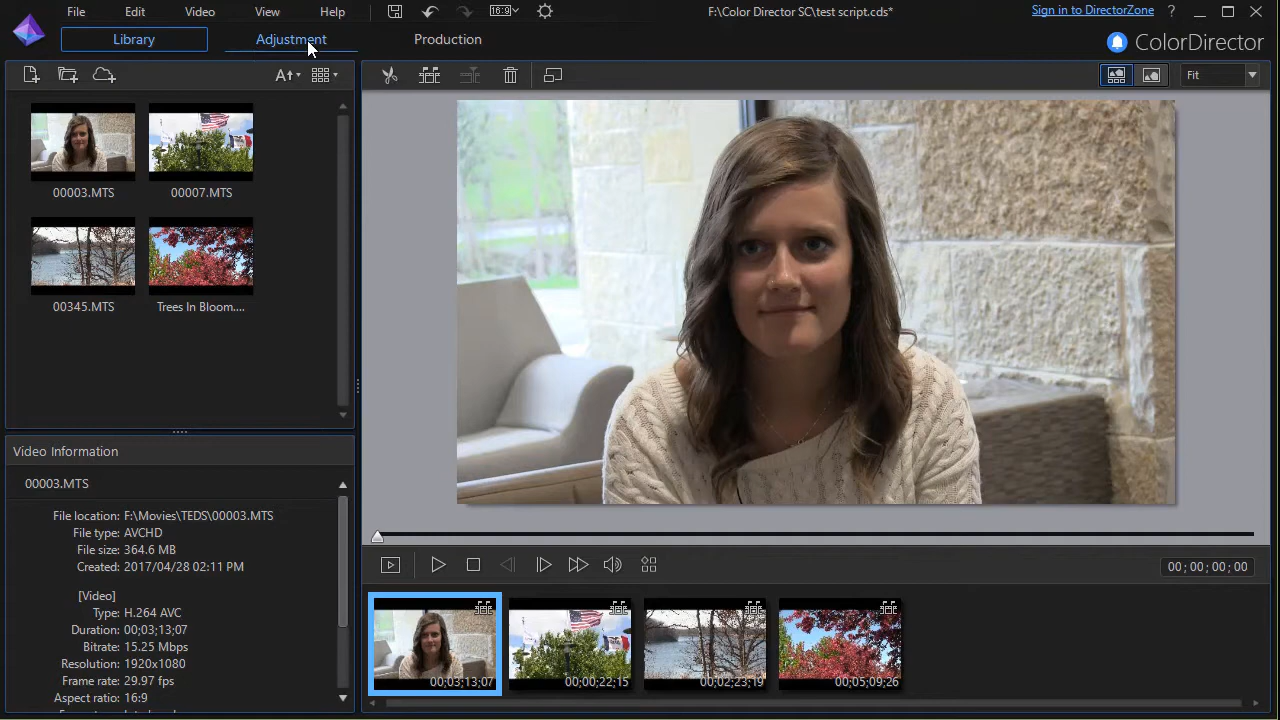 File Edit Video View Help 16:9 F:\Color Director SC\test script.cds* Sign in to DirectorZone ?
Library Adjustment Production ColorDirector
A Fit
00003.MTS 00007.MTS
00345.MTS Trees In Bloom....
Video Information
00003.MTS
File location: F:\Movies\TEDS\00003.MTS
File type: AVCHD
File size: 364.6 MB
Created: 2017/04/28 02:11 PM
[Video]
Type: H.264 AVC
Duration: 00;03;13;07
Bitrate: 15.25 Mbps
Resolution: 1920x1080
Frame rate: 29.97 fps
Aspect ratio: 16:9
00;00;00;00
00;03;13;07 00;00;22;15 00;02;23;19 00;05;09;26